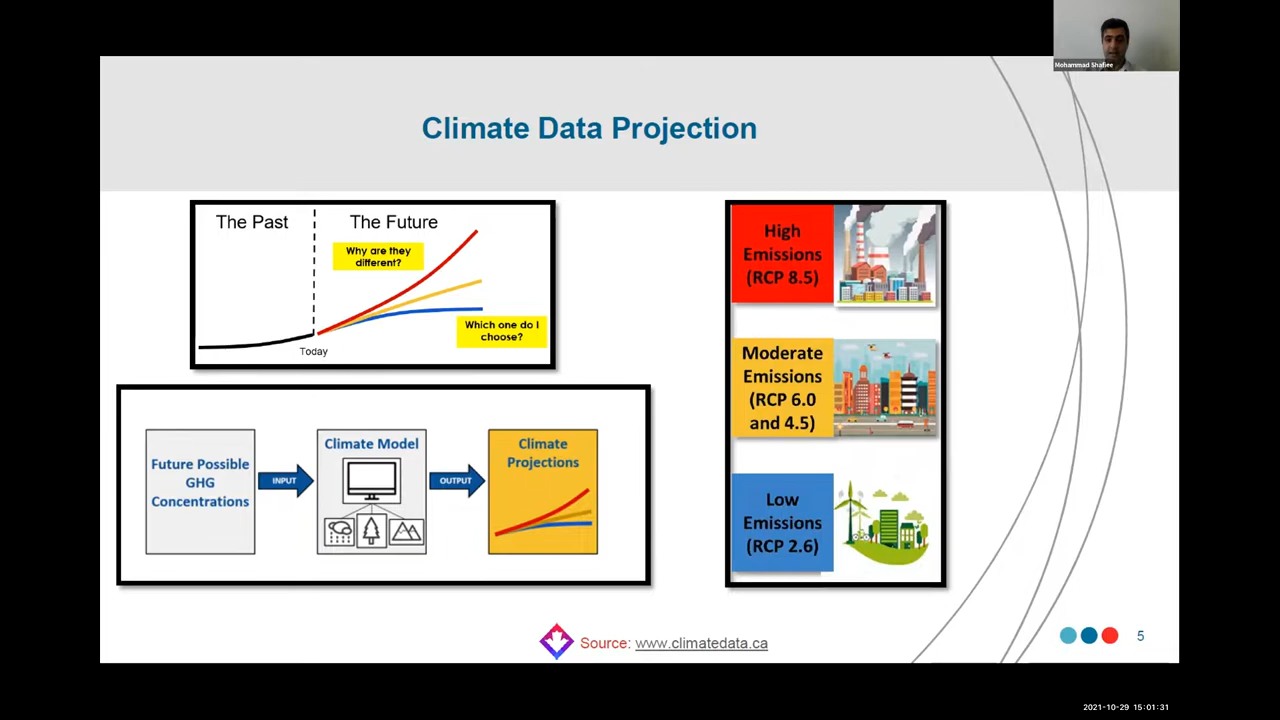 Mohammad Shafiee
Climate Data Projection
The Past
The Future
Why are they
different?
Which one do I
choose?
Today
High
Emissions
(RCP 8.5)
Moderate
Emissions
(RCP 6.0
and 4.5)
Low
Emissions
(RCP 2.6)
Future Possible
GHG
Concentrations
INPUT
Climate Model
OUTPUT
Climate
Projections
Source: www.climatedata.ca
5
2021-10-29 15:01:31